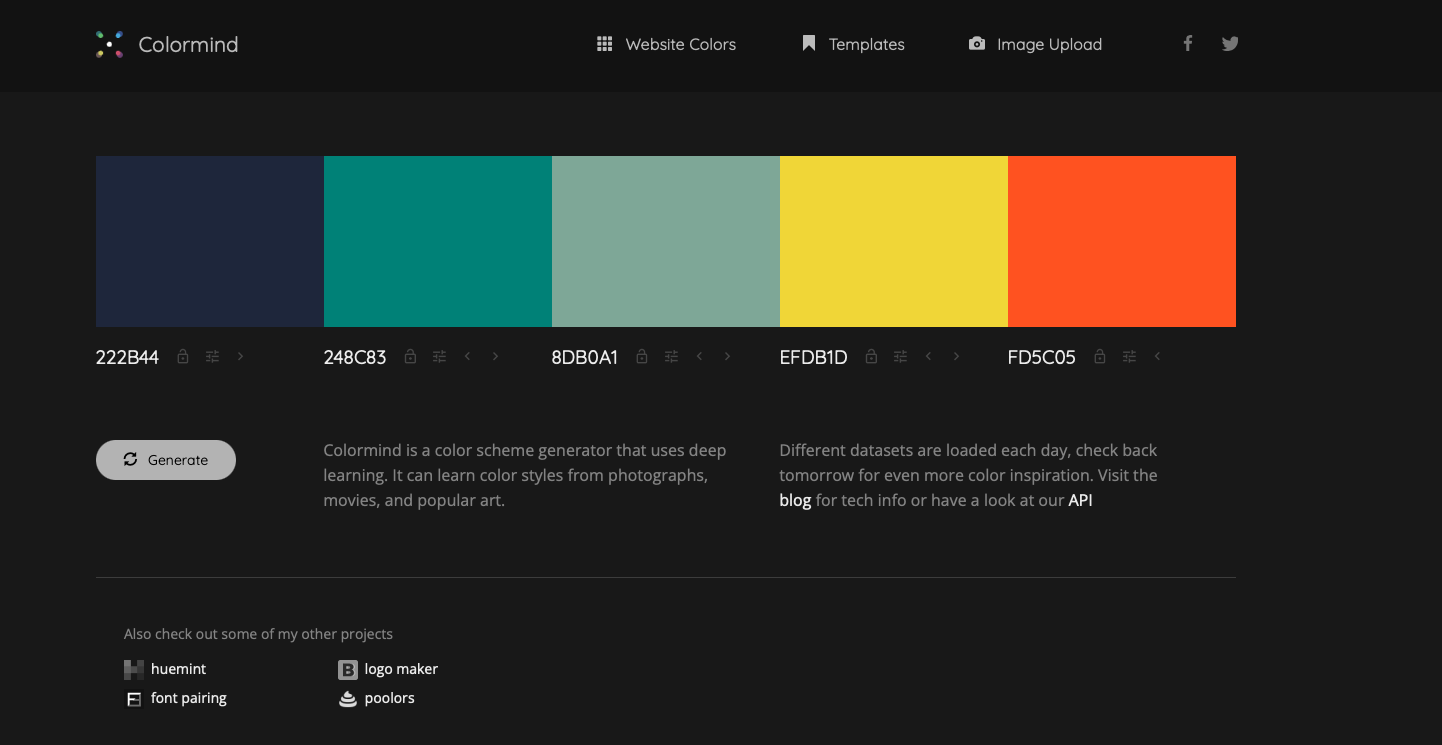 Colormind
Website Colors
Templates
Image Upload
222B44
248C83
8DB0A1
EFDB1D
FD5C05
Generate
Colormind is a color scheme generator that uses deep
learning. It can learn color styles from photographs,
movies, and popular art.
Different datasets are loaded each day, check back
tomorrow for even more color inspiration. Visit the
blog for tech info or have a look at our API
Also check out some of my other projects
huemint
B logo maker
font pairing
poolors